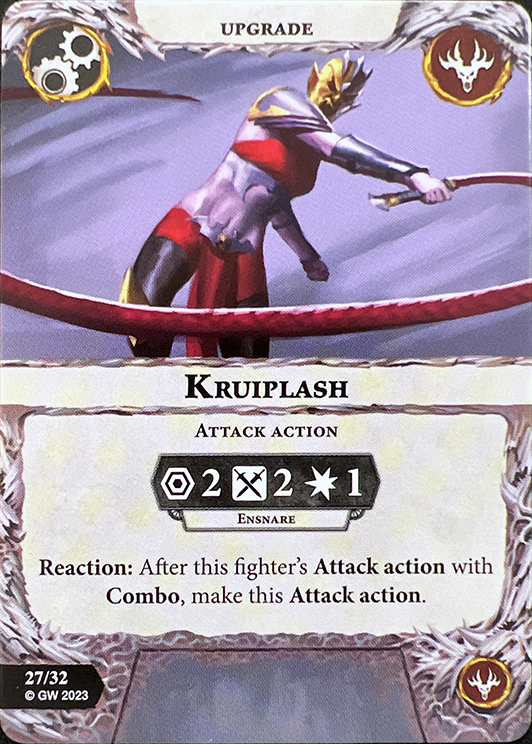 UPGRADE
KRUIPLASH
ATTACK ACTION
2 2 1
ENSNARE
Reaction: After this fighter's Attack action with
Combo, make this Attack action.
27/32
© GW 2023